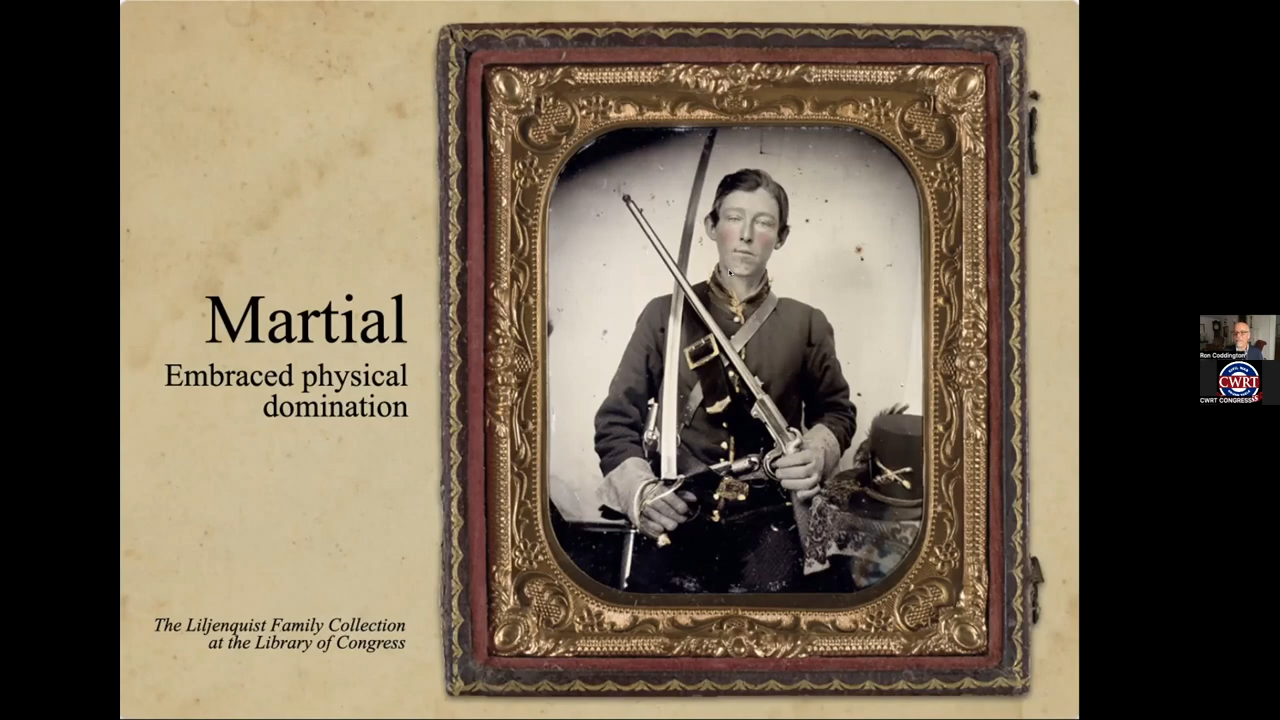 Martial
Embraced physical
domination
The Liljenquist Family Collection
at the Library of Congress
Ron Coddington
CWRT
CWRT CONGRESS